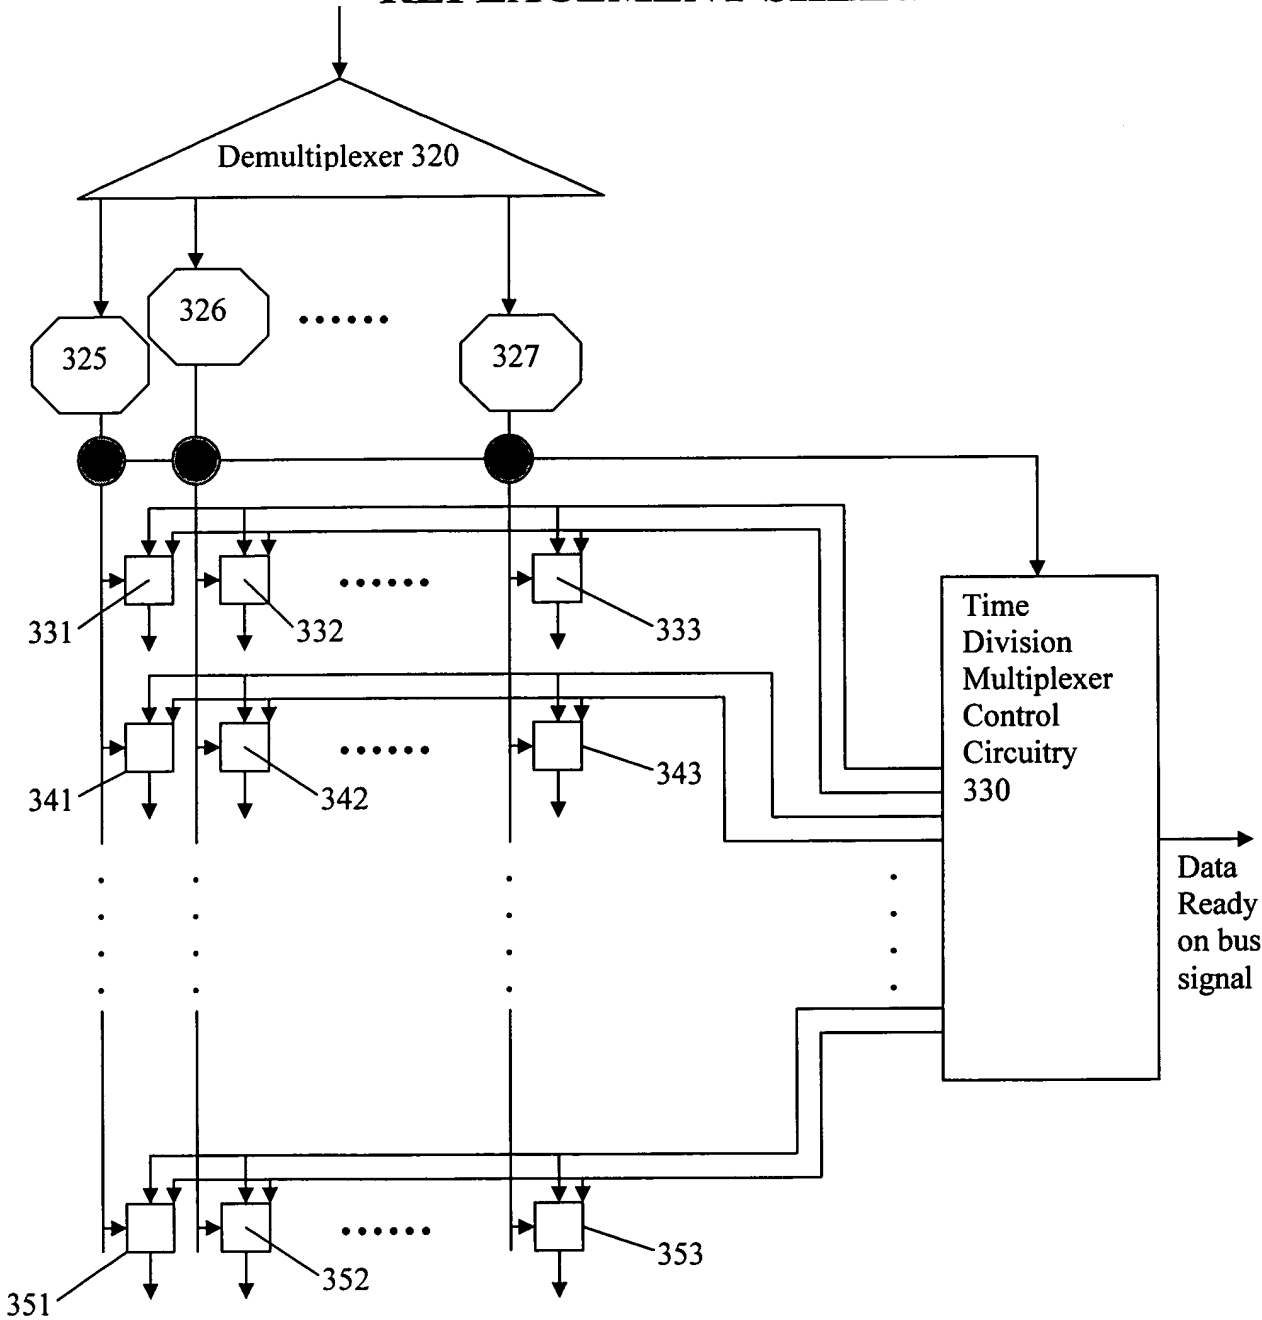 Demultiplexer 320
326
325
327
331
332
333
Time
Division
Multiplexer
Control
Circuitry
330
341
342
343
Data
Ready
on bus
signal
351
352
353